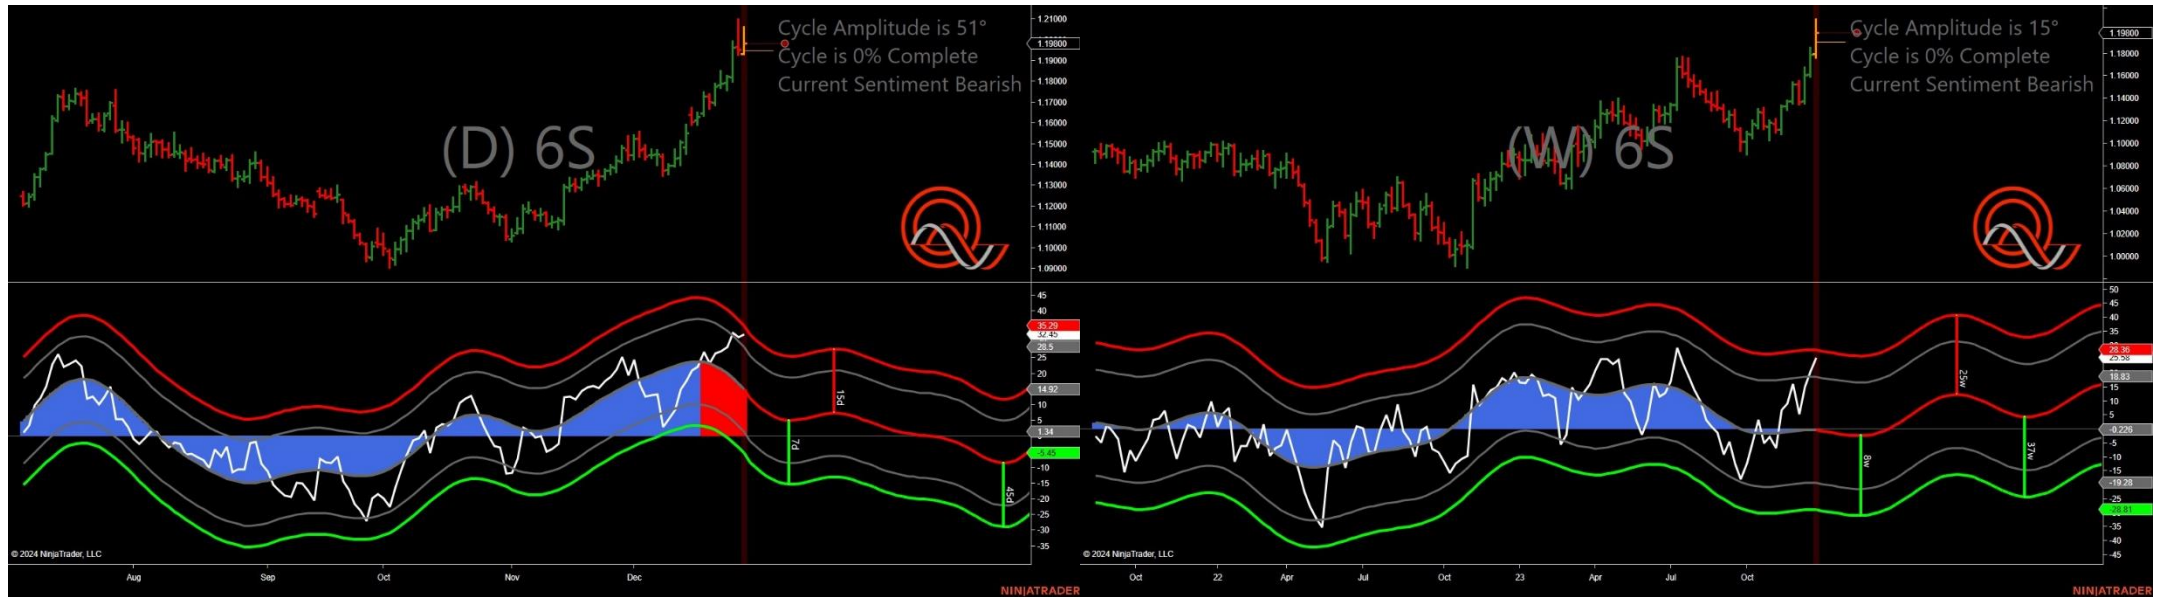 Cycle Amplitude is 51°
Cycle is 0% Complete
Current Sentiment Bearish
(D) 6S
1.21000
1.19800
1.19000
1.18000
1.17000
1.16000
1.15000
1.14000
1.13000
1.12000
1.11000
1.10000
1.09000
45
40
35.29
32.45
28.5
25
20
14.92
10
5
1.34
-5.45
-10
-15
-20
-25
-30
-35
15d
7d
45d
© 2024 NinjaTrader, LLC
Aug
Sep
Oct
Nov
Dec
NINJATRADER
Cycle Amplitude is 15°
Cycle is 0% Complete
Current Sentiment Bearish
(W) 6S
1.19800
1.18000
1.16000
1.14000
1.12000
1.10000
1.08000
1.06000
1.04000
1.02000
1.00000
50
45
40
35
28.36
25.58
18.83
15
10
5
-0.226
-5
-10
-15
-19.28
-25
-28.81
-35
-40
-45
25w
8w
37w
© 2024 NinjaTrader, LLC
Oct
22
Apr
Jul
Oct
23
Apr
Jul
Oct
NINJATRADER